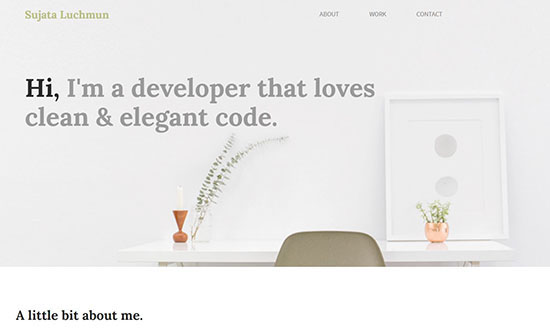 Sujata Luchmun
ABOUT WORK CONTACT
Hi, I'm a developer that loves
clean & elegant code.
A little bit about me.